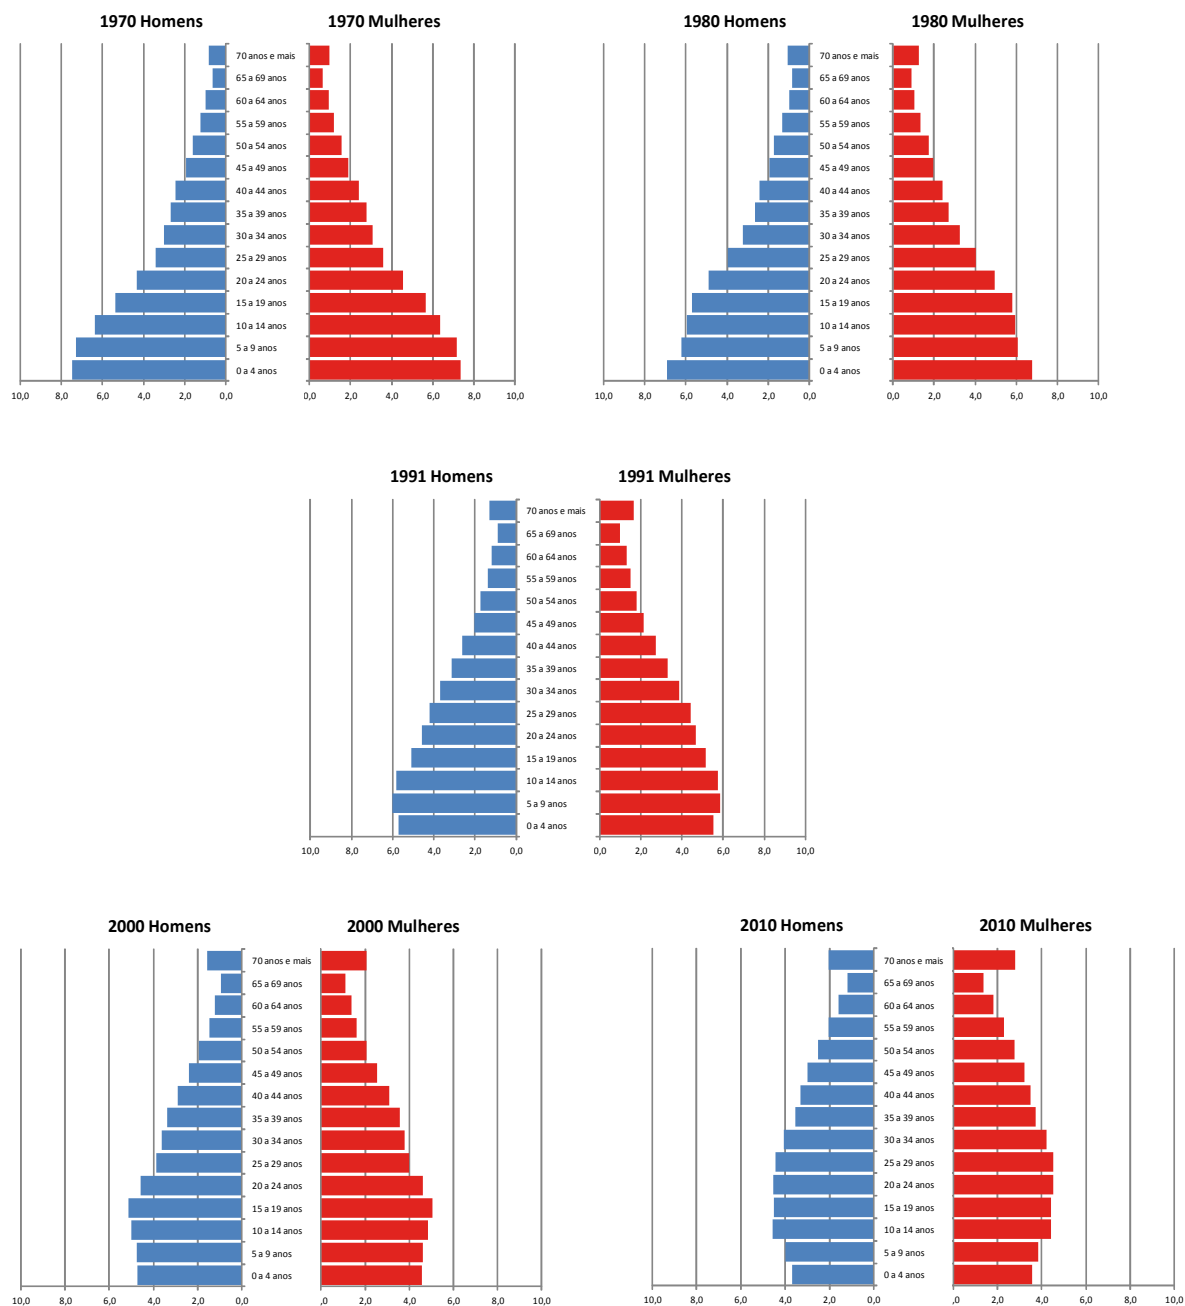 1970 Homens 1970 Mulheres
70 anos e mais
65 a 69 anos
60 a 64 anos
55 a 59 anos
50 a 54 anos
45 a 49 anos
40 a 44 anos
35 a 39 anos
30 a 34 anos
25 a 29 anos
20 a 24 anos
15 a 19 anos
10 a 14 anos
5 a 9 anos
0 a 4 anos
10,0 8,0 6,0 4,0 2,0 0,0 0,0 2,0 4,0 6,0 8,0 10,0
1980 Homens 1980 Mulheres
70 anos e mais
65 a 69 anos
60 a 64 anos
55 a 59 anos
50 a 54 anos
45 a 49 anos
40 a 44 anos
35 a 39 anos
30 a 34 anos
25 a 29 anos
20 a 24 anos
15 a 19 anos
10 a 14 anos
5 a 9 anos
0 a 4 anos
10,0 8,0 6,0 4,0 2,0 0,0 0,0 2,0 4,0 6,0 8,0 10,0
1991 Homens 1991 Mulheres
70 anos e mais
65 a 69 anos
60 a 64 anos
55 a 59 anos
50 a 54 anos
45 a 49 anos
40 a 44 anos
35 a 39 anos
30 a 34 anos
25 a 29 anos
20 a 24 anos
15 a 19 anos
10 a 14 anos
5 a 9 anos
0 a 4 anos
10,0 8,0 6,0 4,0 2,0 0,0 0,0 2,0 4,0 6,0 8,0 10,0
2000 Homens 2000 Mulheres
70 anos e mais
65 a 69 anos
60 a 64 anos
55 a 59 anos
50 a 54 anos
45 a 49 anos
40 a 44 anos
35 a 39 anos
30 a 34 anos
25 a 29 anos
20 a 24 anos
15 a 19 anos
10 a 14 anos
5 a 9 anos
0 a 4 anos
10,0 8,0 6,0 4,0 2,0 0,0 ,0 2,0 4,0 6,0 8,0 10,0
2010 Homens 2010 Mulheres
70 anos e mais
65 a 69 anos
60 a 64 anos
55 a 59 anos
50 a 54 anos
45 a 49 anos
40 a 44 anos
35 a 39 anos
30 a 34 anos
25 a 29 anos
20 a 24 anos
15 a 19 anos
10 a 14 anos
5 a 9 anos
0 a 4 anos
10,0 8,0 6,0 4,0 2,0 0,0 ,0 2,0 4,0 6,0 8,0 10,0